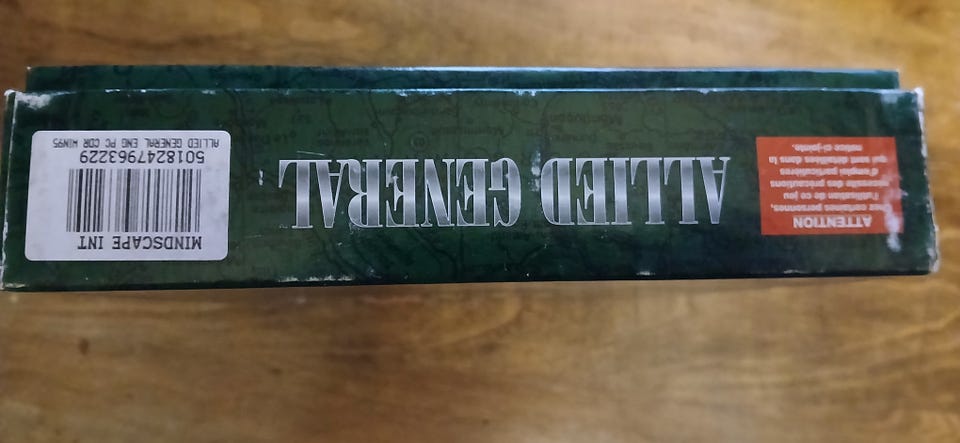 ATTENTION
Chez certaines personnes,
l'utilisation de ce jeu
nécessite des précautions
d'emploi particulières
qui sont détaillées dans la
notice ci-jointe.
ALLIED GENERAL™
MINDSCAPE INT
5018247963229
ALLIED GENERAL ENG PC CDR WIN95